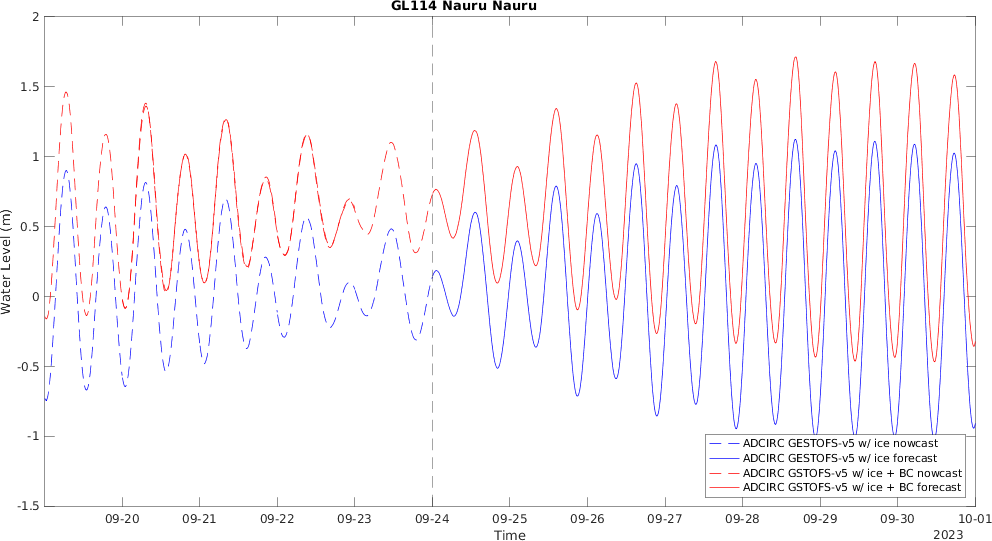 GL114 Nauru Nauru
2
1.5
1
0.5
0
-0.5
-1
-1.5
Water Level (m)
ADCIRC GESTOFS-v5 w/ ice nowcast
ADCIRC GESTOFS-v5 w/ ice forecast
ADCIRC GSTOFS-v5 w/ ice + BC nowcast
ADCIRC GSTOFS-v5 w/ ice + BC forecast
09-20 09-21 09-22 09-23 09-24 09-25 09-26 09-27 09-28 09-29 09-30 10-01
Time
2023